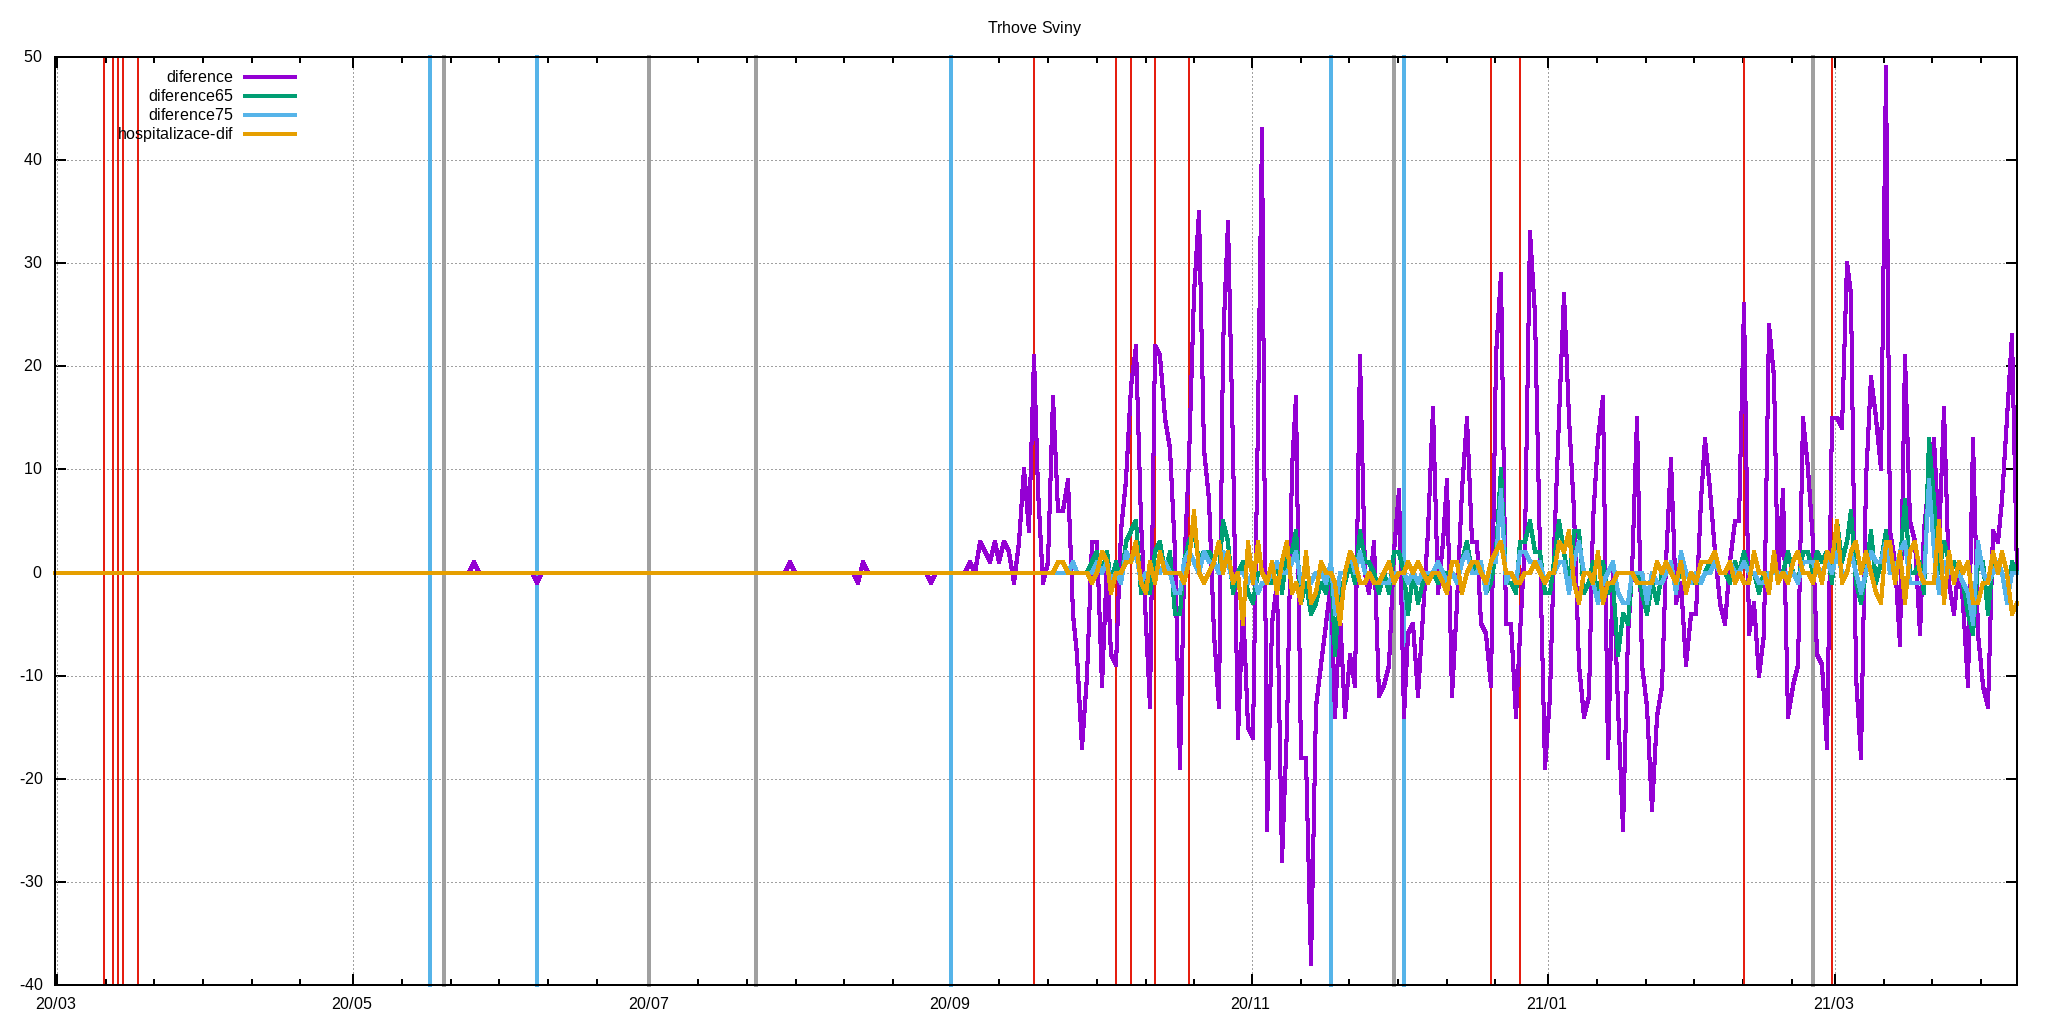 Trhove Sviny
50
40
30
20
10
0
-10
-20
-30
-40
diference
diference65
diference75
hospitalizace-dif
20/03 20/05 20/07 20/09 20/11 21/01 21/03